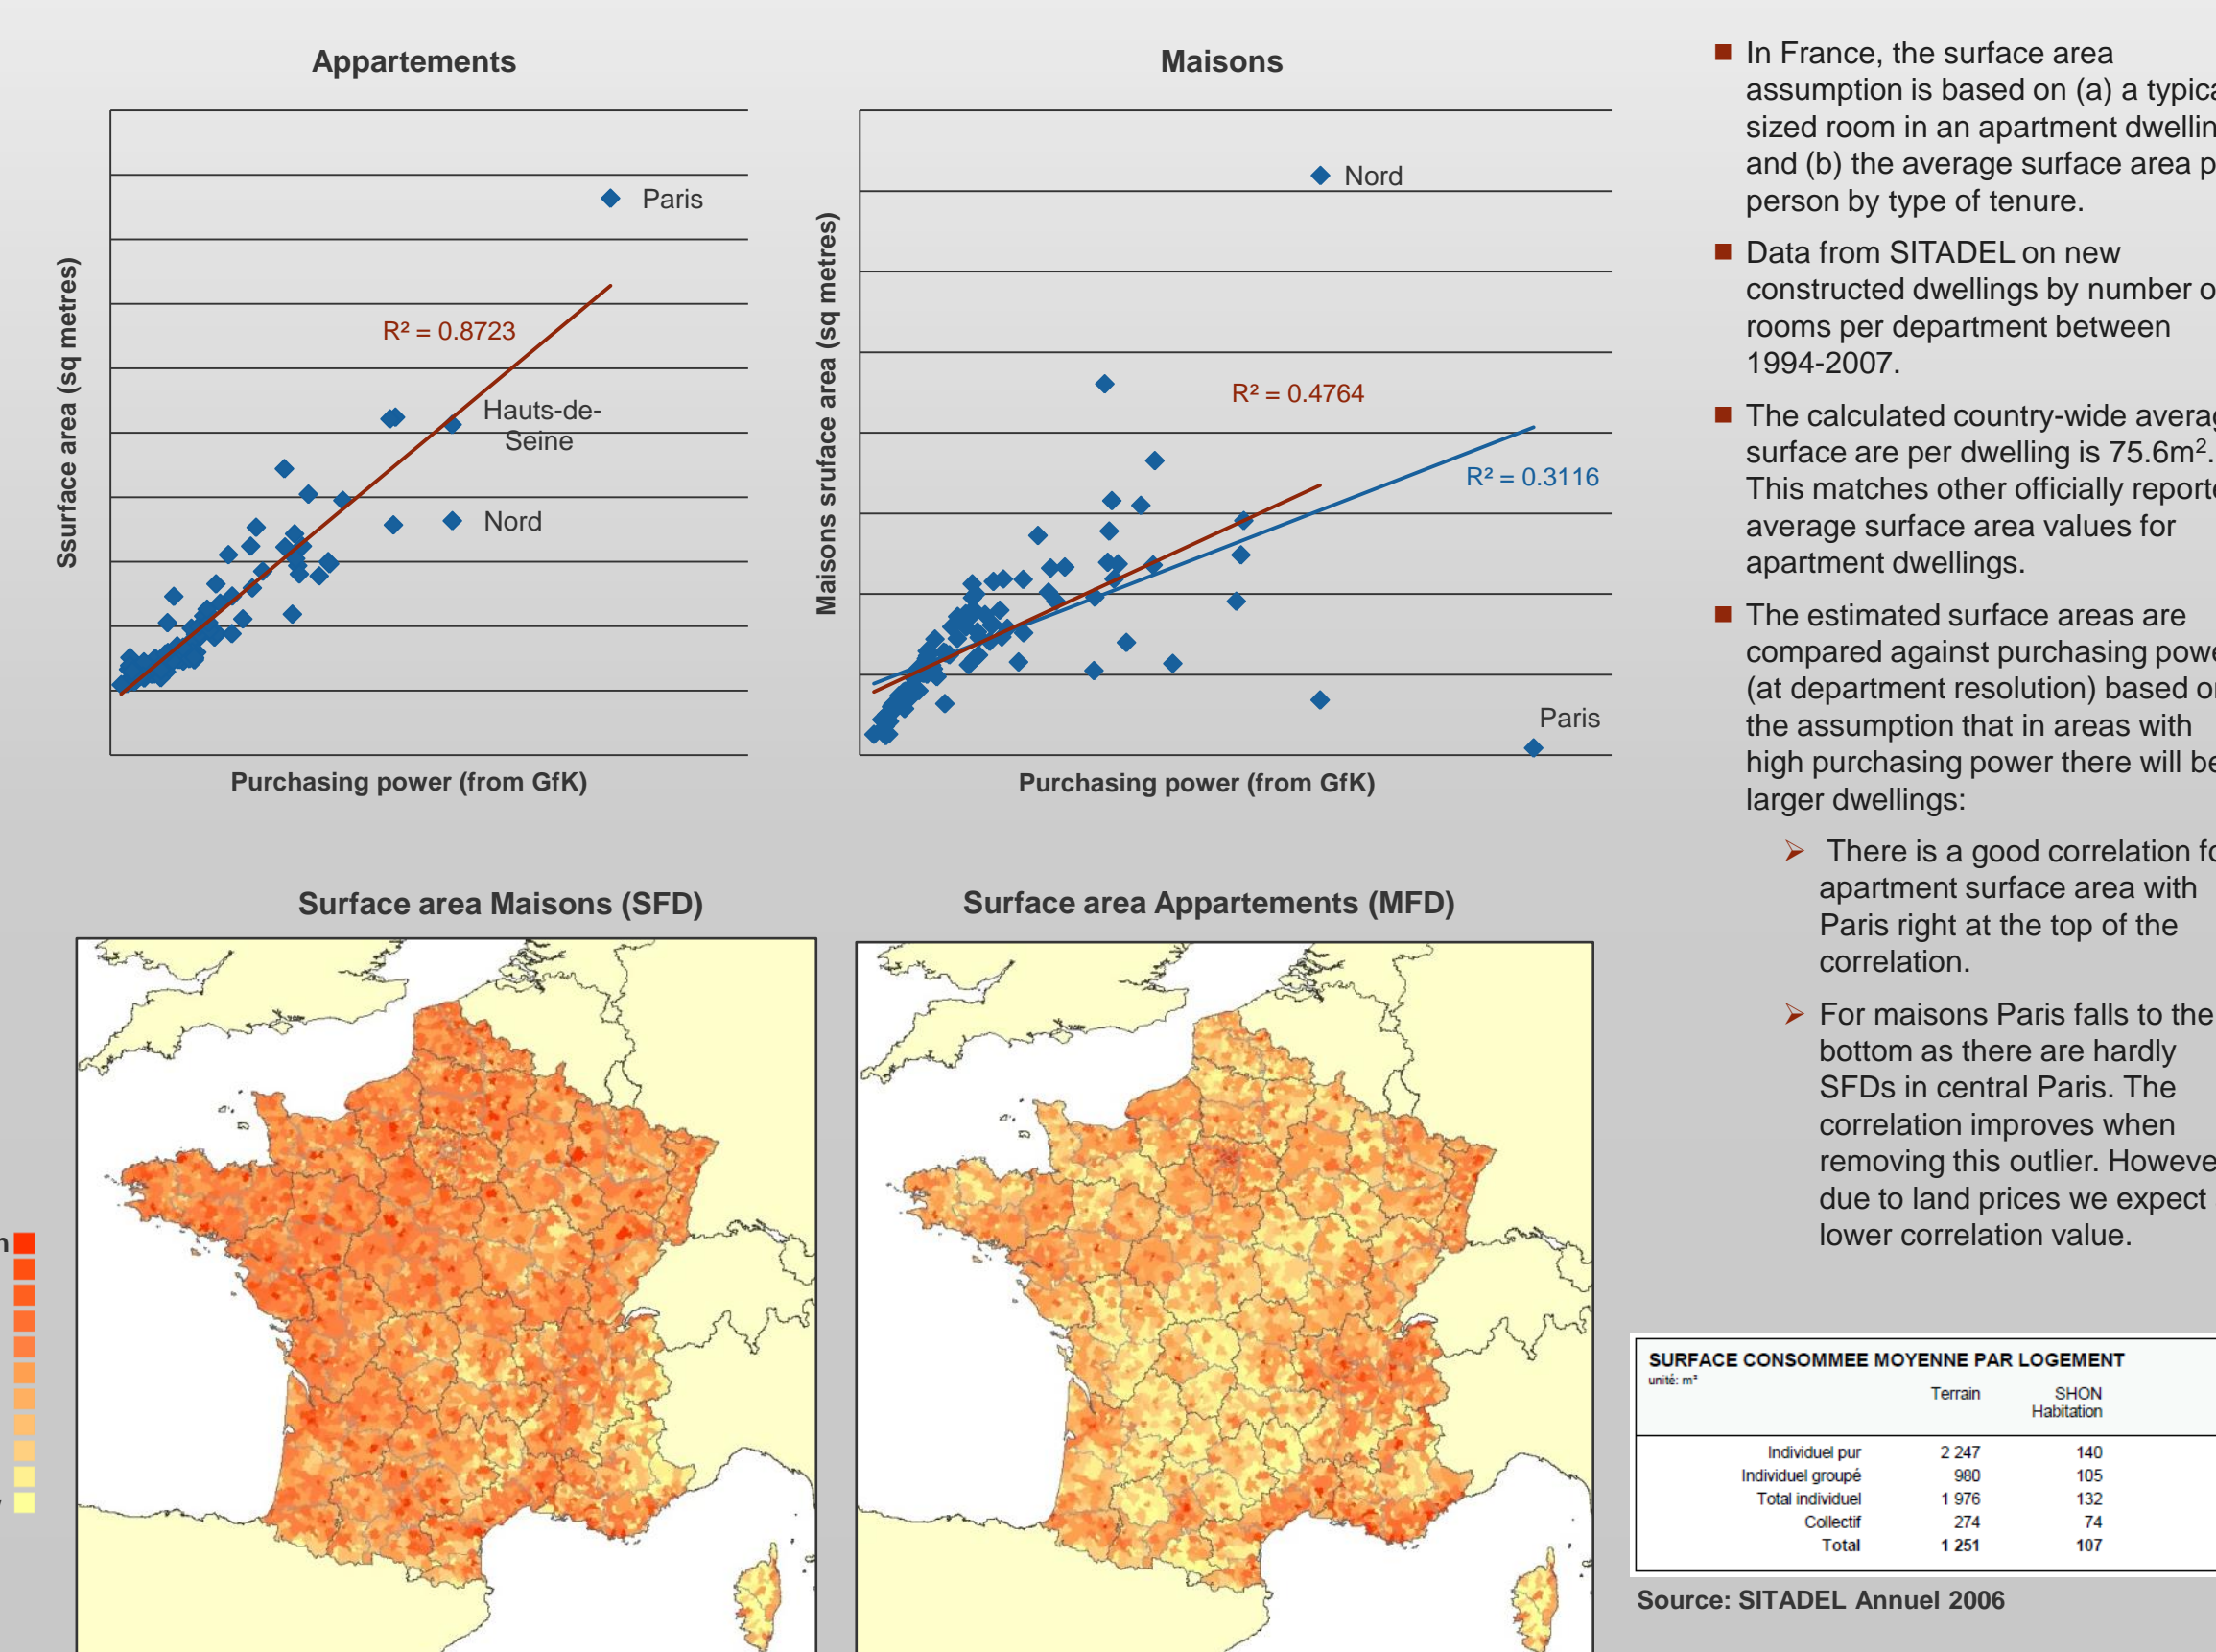 Appartements
Ssurface area (sq metres)
Paris
R² = 0.8723
Hauts-de-
Seine
Nord
Purchasing power (from GfK)
Maisons
Maisons sruface area (sq metres)
Nord
R² = 0.4764
R² = 0.3116
Paris
Purchasing power (from GfK)
Surface area Maisons (SFD)
Surface area Appartements (MFD)
In France, the surface area
assumption is based on (a) a
sized room in an apartment
and (b) the average surface area
person by type of tenure.
Data from SITADEL on new
constructed dwellings by number
rooms per department between
1994-2007.
The calculated country-wide
surface are per dwelling is 75.6m².
This matches other officially
average surface area values for
apartment dwellings.
The estimated surface areas are
compared against purchasing
(at department resolution) based
the assumption that in areas with
high purchasing power there will
larger dwellings:
There is a good correlation
apartment surface area with
Paris right at the top of the
correlation.
For maisons Paris falls to the
bottom as there are hardly
SFDs in central Paris. The
correlation improves when
removing this outlier.
due to land prices we expect
lower correlation value.
SURFACE CONSOMMEE MOYENNE PAR LOGEMENT
unité: m²
Terrain SHON
Habitation
Individuel pur 2 247 140
Individuel groupé 980 105
Total individuel 1 976 132
Collectif 274 74
Total 1 251 107
Source: SITADEL Annuel 2006